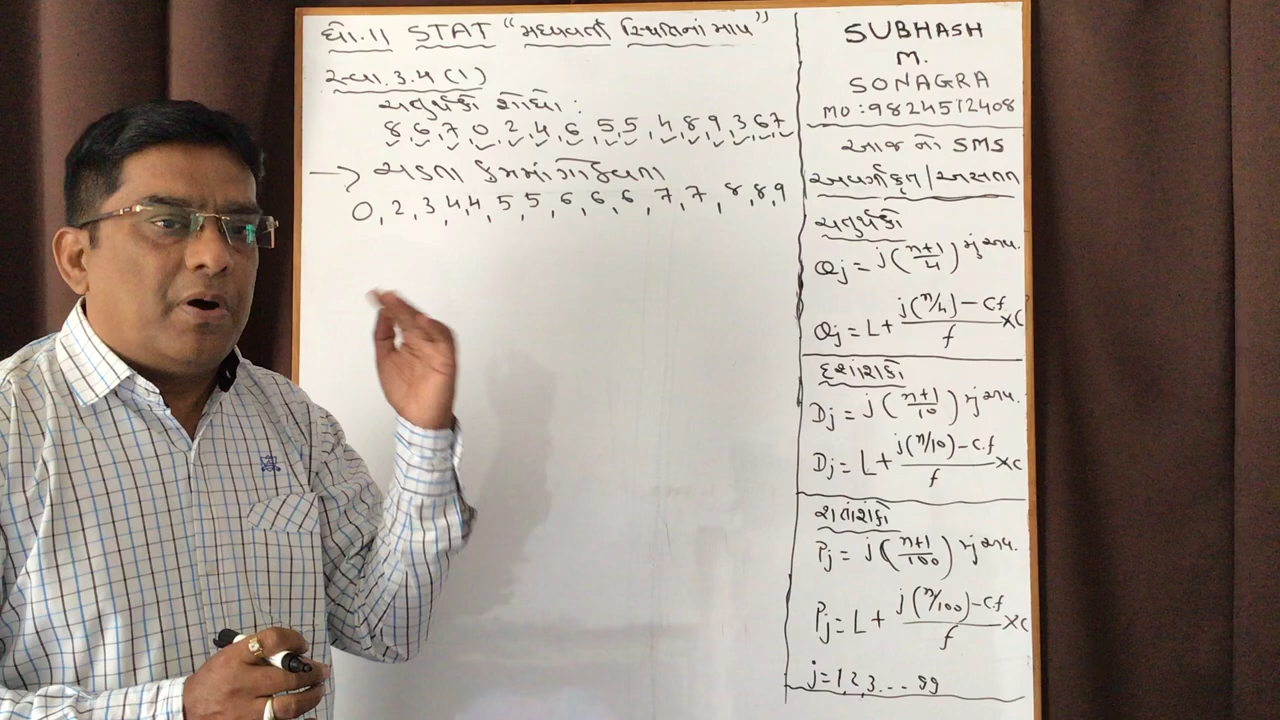 ધો.11 STAT "મધ્યવર્તી સ્થિતિનાં માપ"
સ્વા.3.4 (1)
ચતુર્થકો શોધો :
8, 6, 7, 0, 2, 4, 6, 5, 5, 4, 8, 9, 3, 6, 7
→ ચડતા ક્રમમાં ગોઠવતા
0, 2, 3, 4, 4, 5, 5, 6, 6, 6, 7, 7, 8, 8, 9
SUBHASH
M.
SONAGRA
MO : 9824512408
આજ નો SMS
અવર્ગીકૃત / અસતત
ચતુર્થકો
Qj = j(n+1/4)
Qj = L + j(n/4) - Cf / f × C
દશાંશકો
Dj = j(n+1/10)
Dj = L + j(n/10) - C.f / f × C
શતાંશકો
Pj = j(n+1/100)
Pj = L + j(n/100) - Cf / f × C
j = 1, 2, 3, ... 99